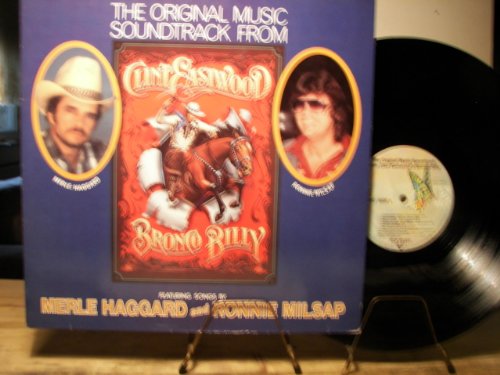 THE ORIGINAL MUSIC
SOUNDTRACK FROM
CLINT EASTWOOD
MERLE HAGGARD
RONNIE MILSAP
BRONCO BILLY
FEATURING SONGS BY
MERLE HAGGARD and RONNIE MILSAP